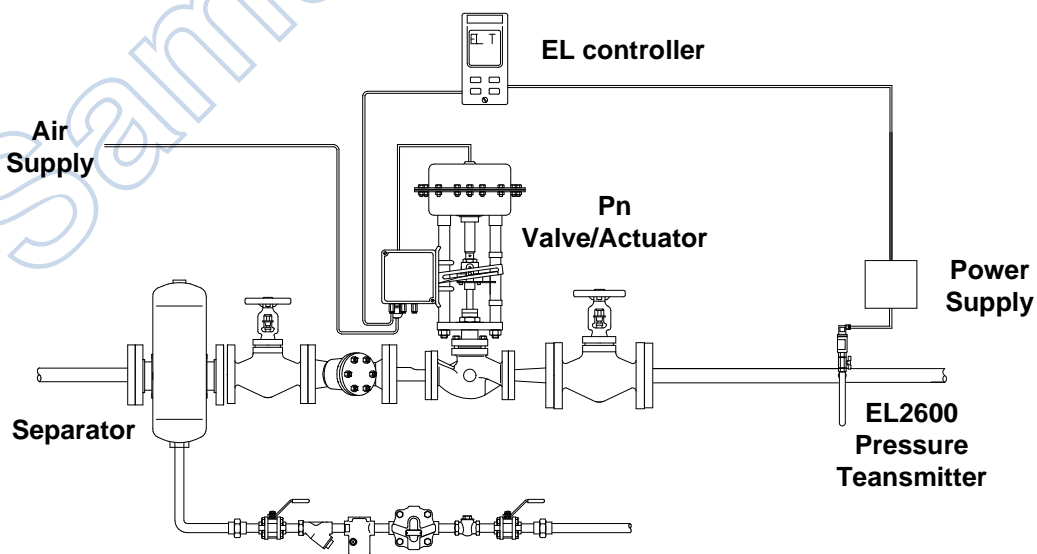 EL T
EL controller
Air
Supply
Pn
Valve/Actuator
Power
Supply
Separator
EL2600
Pressure
Teansmitter